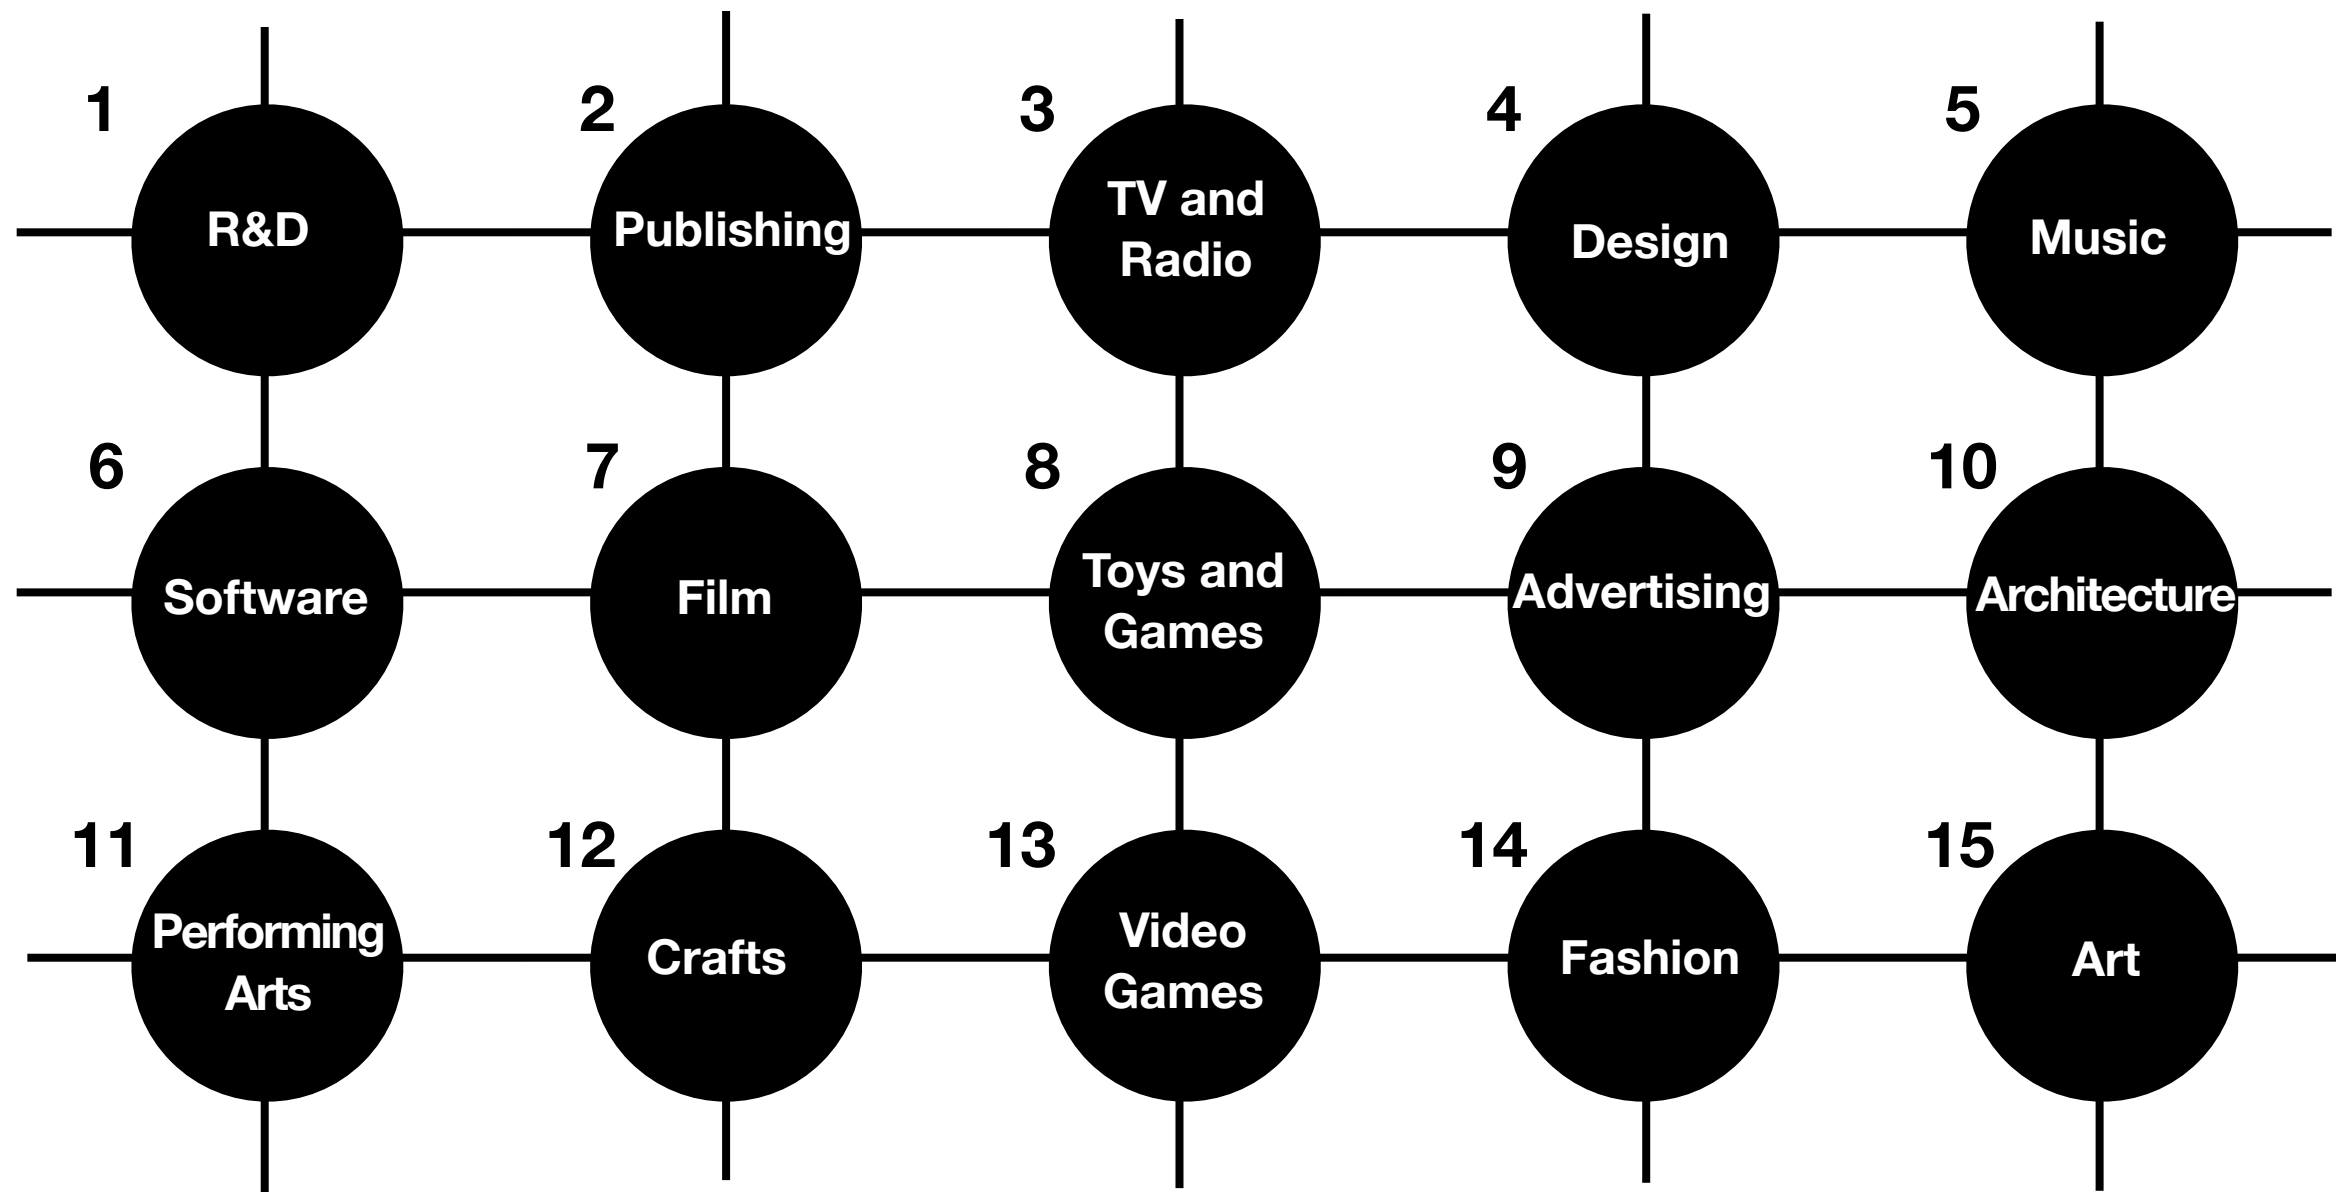 1
R&D
2
Publishing
3
TV and
Radio
4
Design
5
Music
6
Software
7
Film
8
Toys and
Games
9
Advertising
10
Architecture
11
Performing
Arts
12
Crafts
13
Video
Games
14
Fashion
15
Art